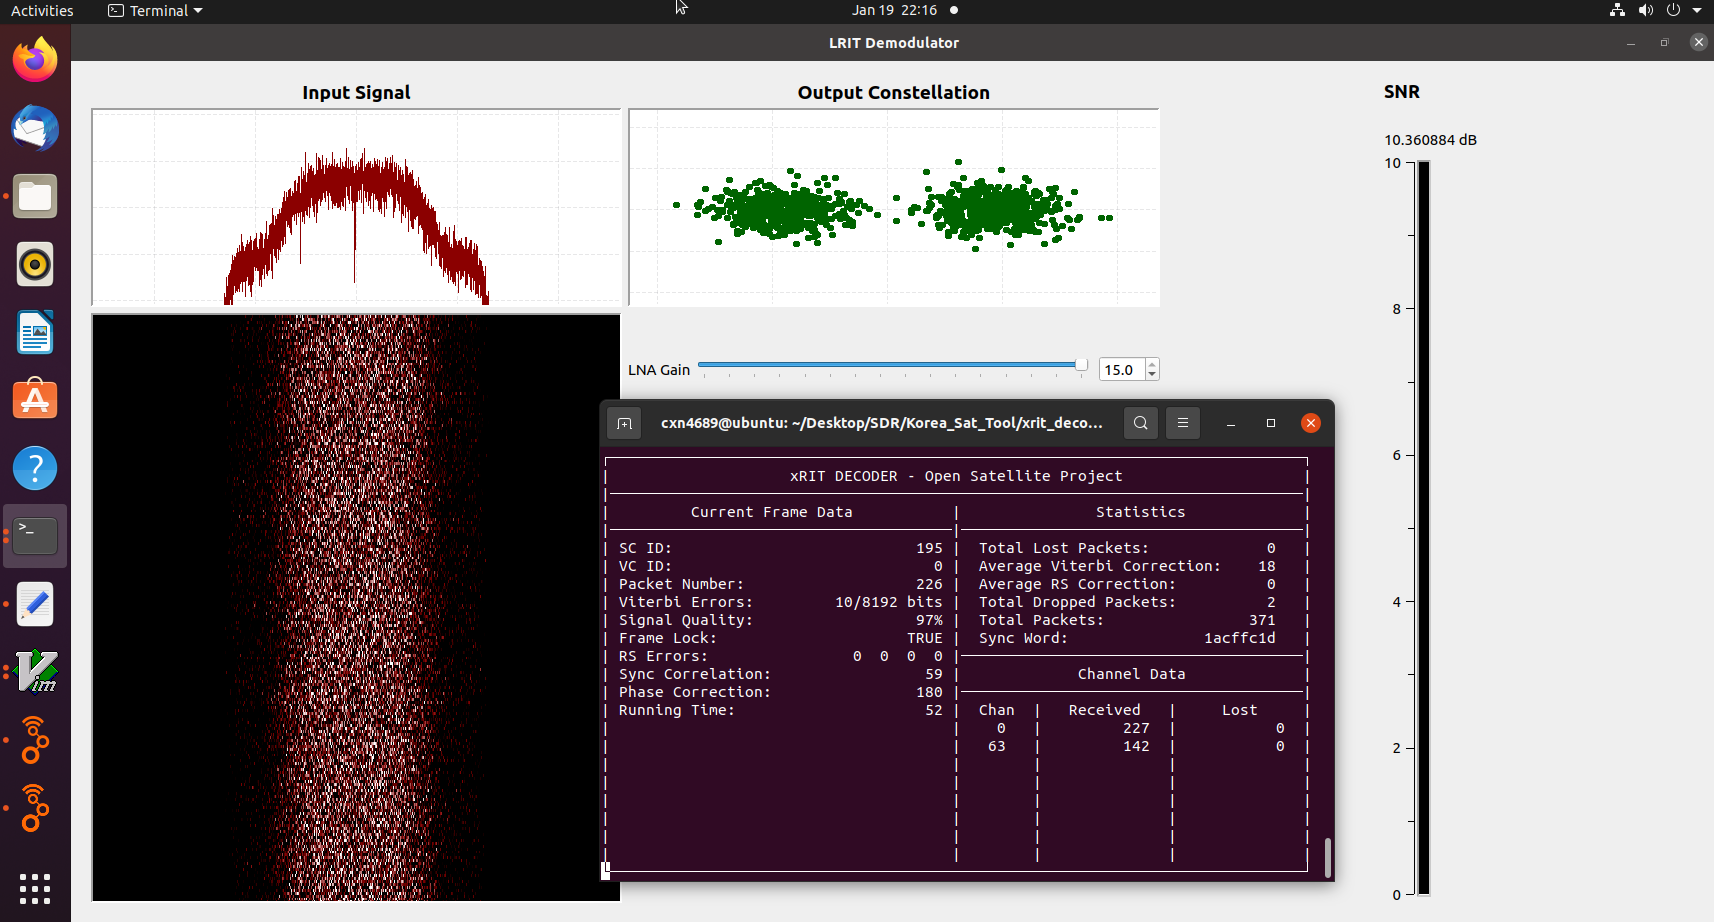 Activities
Terminal
Jan 19 22:16
LRIT Demodulator
Input Signal
Output Constellation
SNR
10.360884 dB
10
8
6
4
2
0
LNA Gain
15.0
cxn4689@ubuntu: ~/Desktop/SDR/Korea_Sat_Tool/xrit_deco...
xRIT DECODER - Open Satellite Project
Current Frame Data
SC ID: 195
VC ID: 0
Packet Number: 226
Viterbi Errors: 10/8192 bits
Signal Quality: 97%
Frame Lock: TRUE
RS Errors: 0 0 0 0
Sync Correlation: 59
Phase Correction: 180
Running Time: 52
Statistics
Total Lost Packets: 0
Average Viterbi Correction: 18
Average RS Correction: 0
Total Dropped Packets: 2
Total Packets: 371
Sync Word: 1acffc1d
Channel Data
Chan | Received | Lost
0 | 227 | 0
63 | 142 | 0
Vim